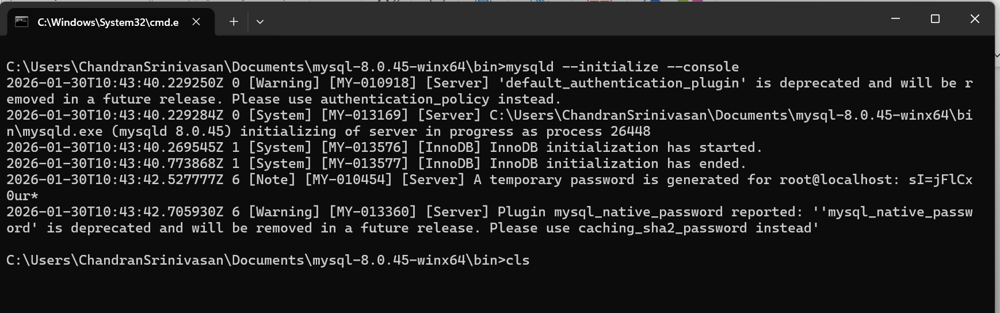 C:\Windows\System32\cmd.e
C:\Users\ChandranSrinivasan\Documents\mysql-8.0.45-winx64\bin>mysqld --initialize --console
2026-01-30T10:43:40.229250Z 0 [Warning] [MY-010918] [Server] 'default_authentication_plugin' is deprecated and will be r
emoved in a future release. Please use authentication_policy instead.
2026-01-30T10:43:40.229284Z 0 [System] [MY-013169] [Server] C:\Users\ChandranSrinivasan\Documents\mysql-8.0.45-winx64\bi
n\mysqld.exe (mysqld 8.0.45) initializing of server in progress as process 26448
2026-01-30T10:43:40.269545Z 1 [System] [MY-013576] [InnoDB] InnoDB initialization has started.
2026-01-30T10:43:40.773868Z 1 [System] [MY-013577] [InnoDB] InnoDB initialization has ended.
2026-01-30T10:43:42.527777Z 6 [Note] [MY-010454] [Server] A temporary password is generated for root@localhost: sI=jFlCx
0ur*
2026-01-30T10:43:42.705930Z 6 [Warning] [MY-013360] [Server] Plugin mysql_native_password reported: ''mysql_native_passw
ord' is deprecated and will be removed in a future release. Please use caching_sha2_password instead'
C:\Users\ChandranSrinivasan\Documents\mysql-8.0.45-winx64\bin>cls